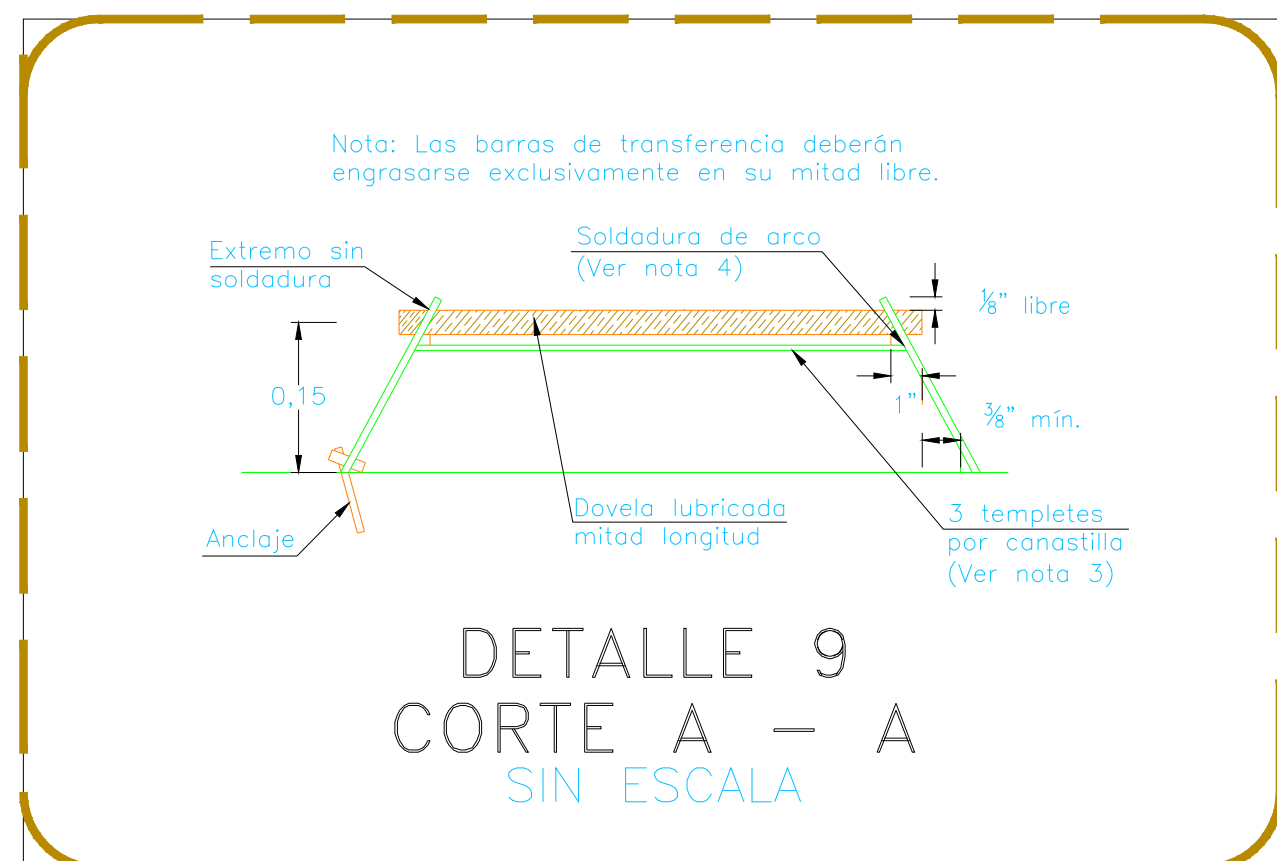 Nota: Las barras de transferencia deberán
engrasarse exclusivamente en su mitad libre.
Extremo sin
soldadura
Soldadura de arco
(Ver nota 4)
⅛" libre
0,15
1"
⅜" mín.
Anclaje
Dovela lubricada
mitad longitud
3 templetes
por canastilla
(Ver nota 3)
DETALLE 9
CORTE A – A
SIN ESCALA